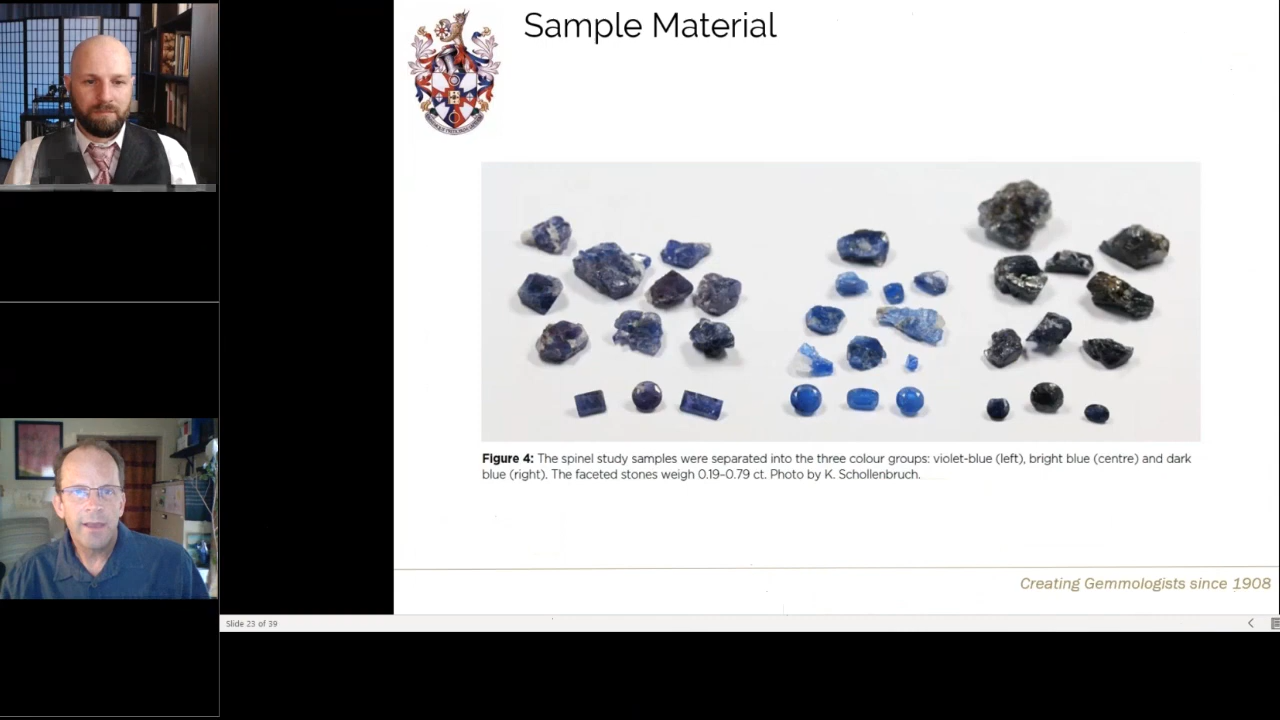 Sample Material
Figure 4: The spinel study samples were separated into the three colour groups: violet-blue (left), bright blue (centre) and dark
blue (right). The faceted stones weigh 0.19–0.79 ct. Photo by K. Schollenbruch.
Creating Gemmologists since 1908
Slide 23 of 39